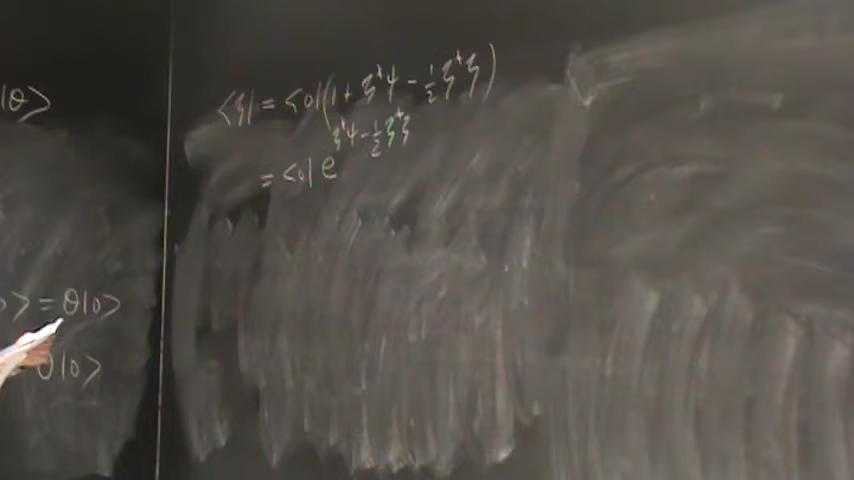 |θ⟩
⟩ = θ|0⟩
θ|0⟩
⟨ξ| = ⟨0|(1 + ξ⁺ψ - ½ξ⁺ξ)
= ⟨0| e^{ξ⁺ψ - ½ξ⁺ξ}